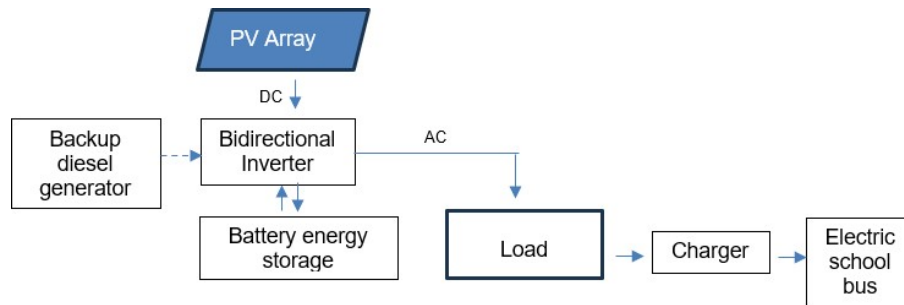 PV Array
DC
Backup
diesel
generator
Bidirectional
Inverter
AC
Battery energy
storage
Load
Charger
Electric
school
bus